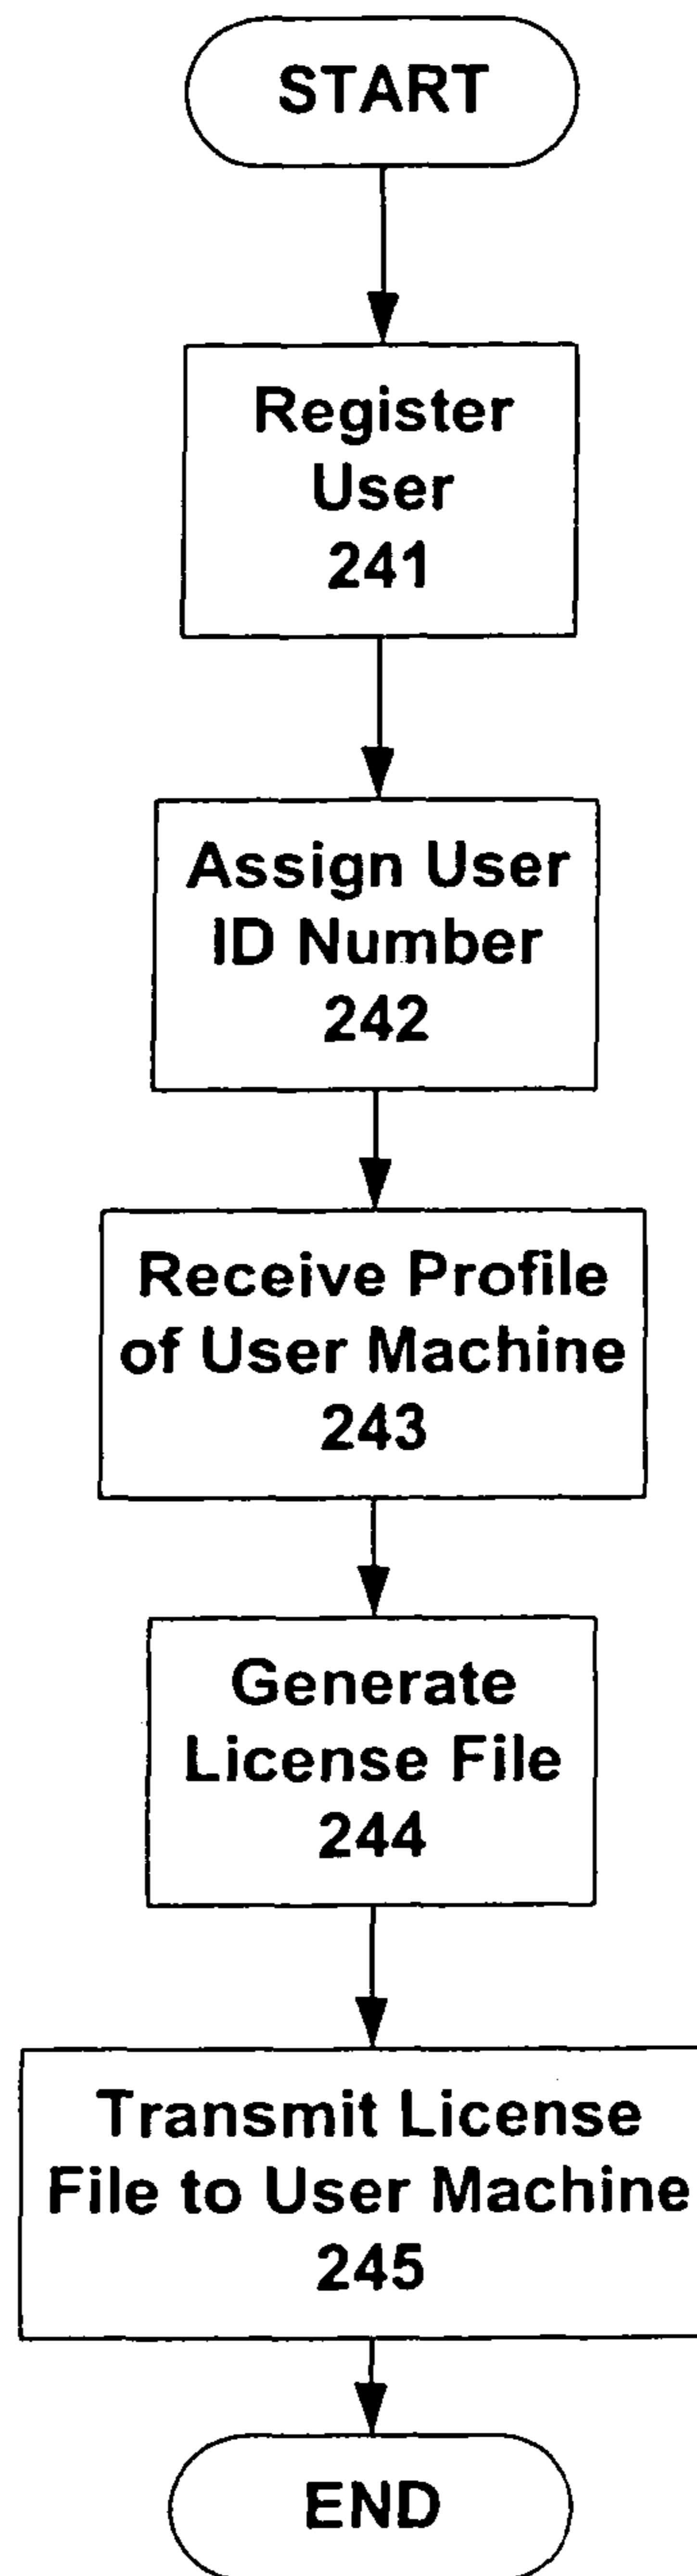 START
Register
User
241
Assign User
ID Number
242
Receive Profile
of User Machine
243
Generate
License File
244
Transmit License
File to User Machine
245
END